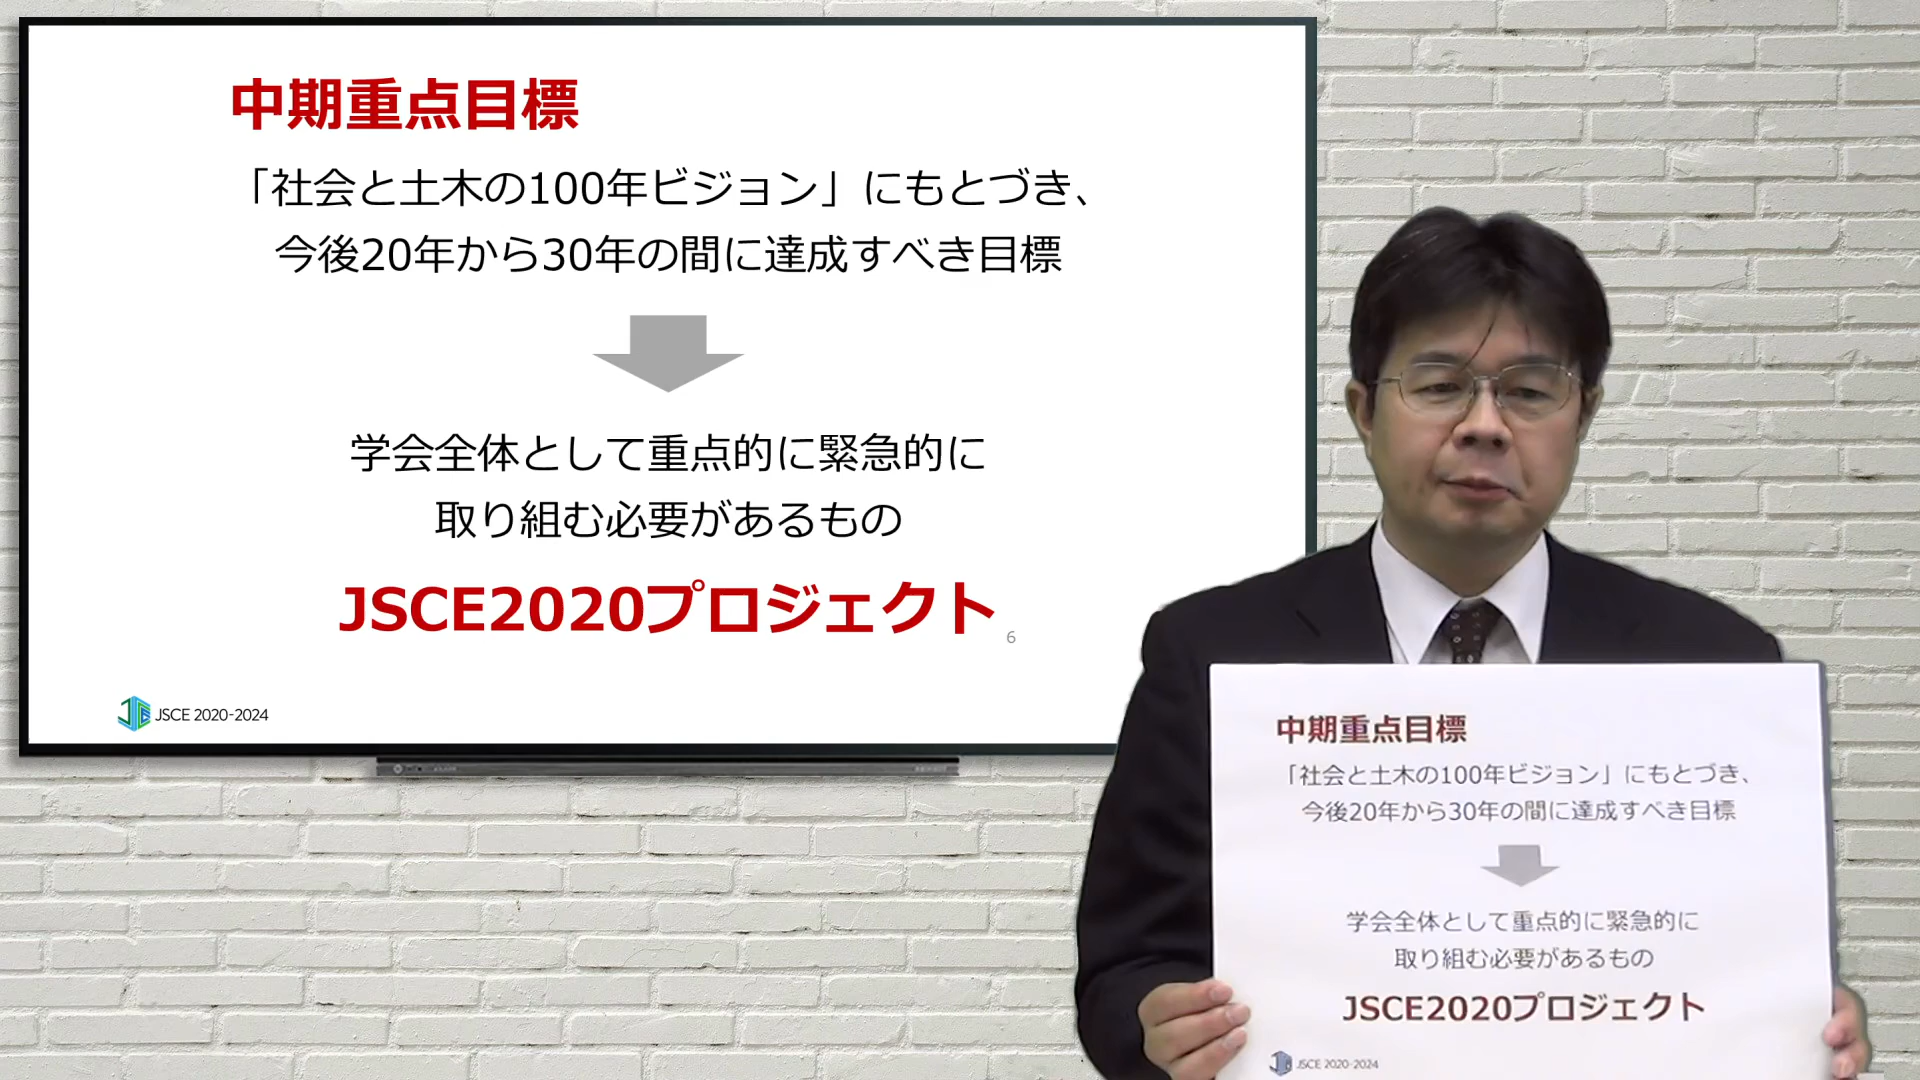 中期重点目標
「社会と土木の100年ビジョン」にもとづき、
今後20年から30年の間に達成すべき目標
学会全体として重点的に緊急的に
取り組む必要があるもの
JSCE2020プロジェクト
6
JSCE 2020-2024
中期重点目標
「社会と土木の100年ビジョン」にもとづき、
今後20年から30年の間に達成すべき目標
学会全体として重点的に緊急的に
取り組む必要があるもの
JSCE2020プロジェクト
JSCE 2020-2024